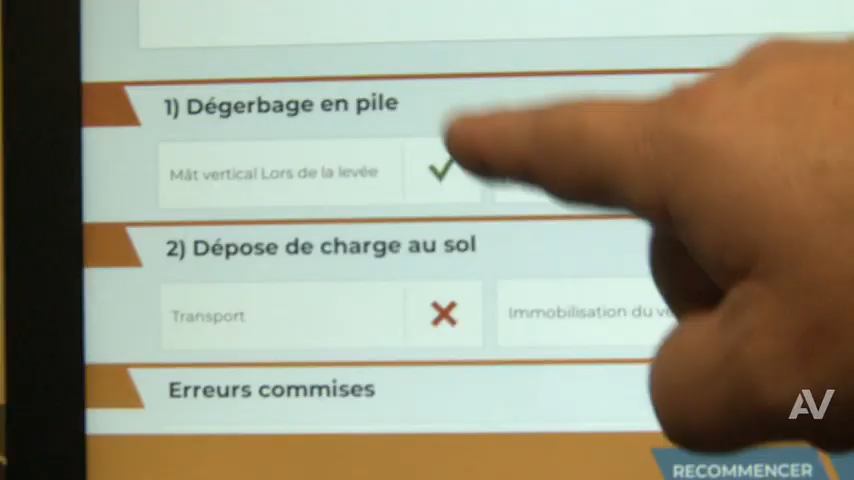 1) Dégerbage en pile
Mât vertical Lors de la levée
2) Dépose de charge au sol
Transport
Immobilisation du
Erreurs commises
AV
RECOMMENCER